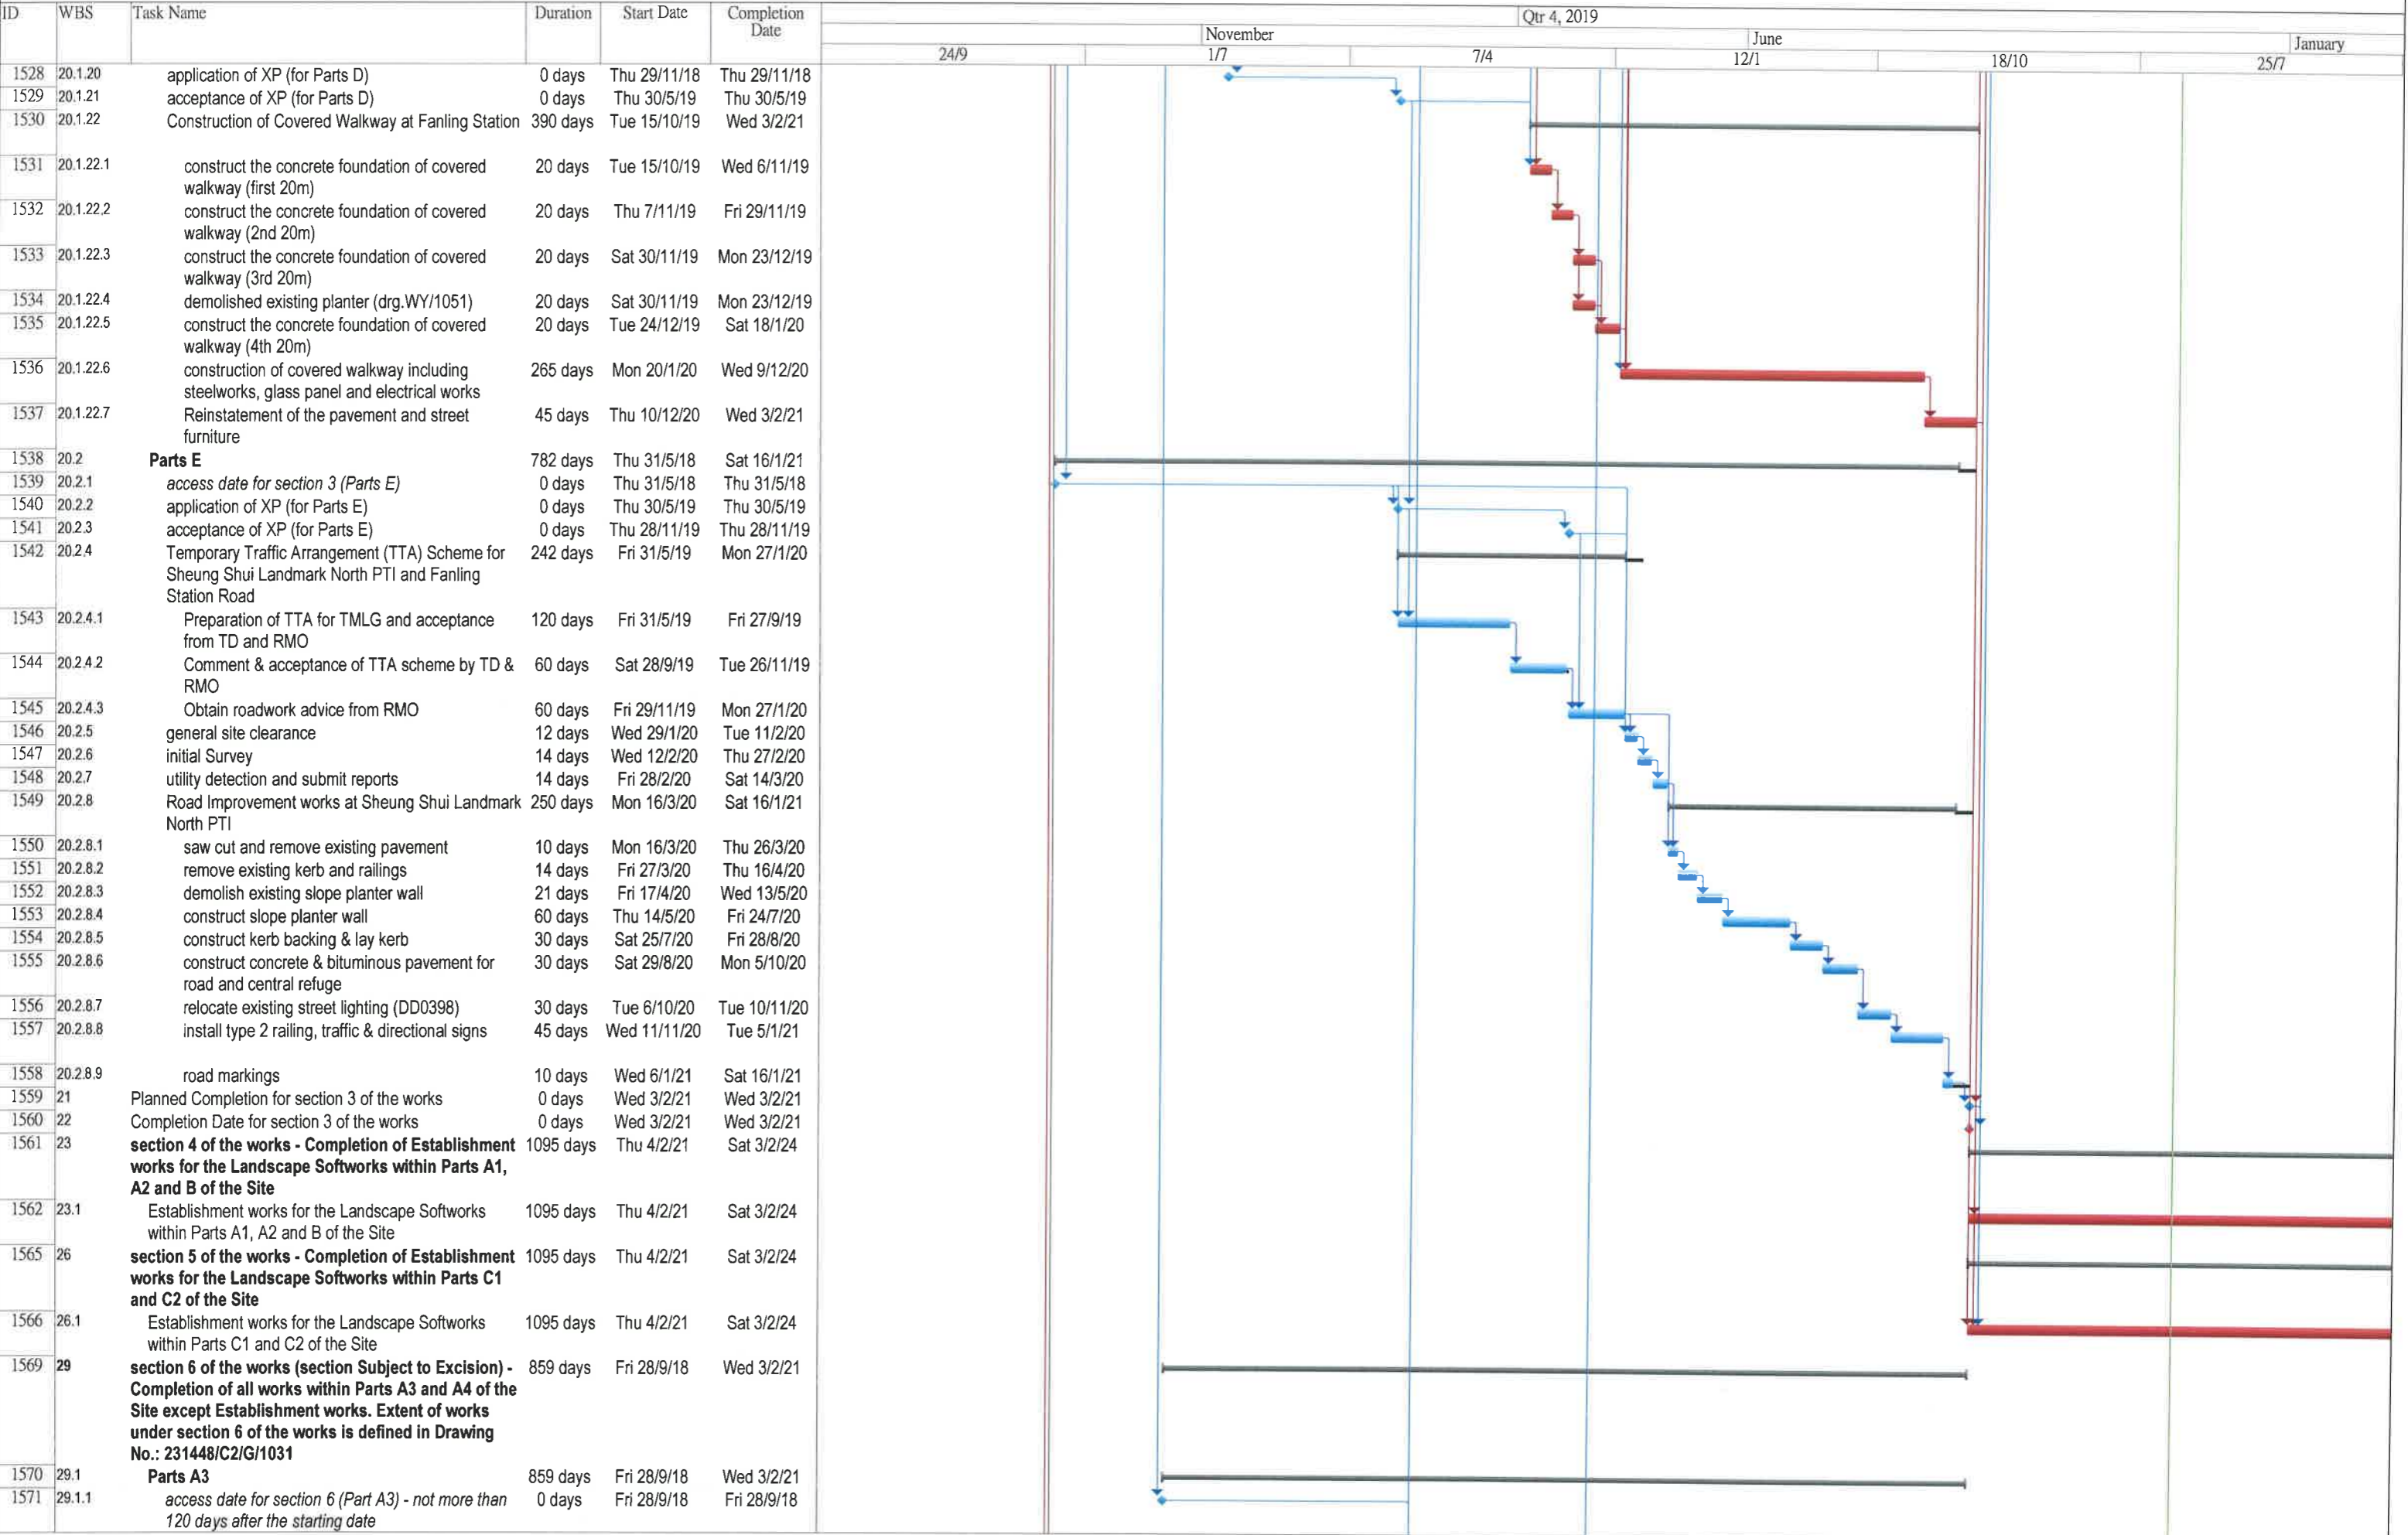 ID WBS Task Name Duration Start Date Completion Date
Qtr 4, 2019
November June January
24/9 1/7 7/4 12/1 18/10 25/7
1528 20.1.20 application of XP (for Parts D) 0 days Thu 29/11/18 Thu 29/11/18
1529 20.1.21 acceptance of XP (for Parts D) 0 days Thu 30/5/19 Thu 30/5/19
1530 20.1.22 Construction of Covered Walkway at Fanling Station 390 days Tue 15/10/19 Wed 3/2/21
1531 20.1.22.1 construct the concrete foundation of covered 20 days Tue 15/10/19 Wed 6/11/19
walkway (first 20m)
1532 20.1.22.2 construct the concrete foundation of covered 20 days Thu 7/11/19 Fri 29/11/19
walkway (2nd 20m)
1533 20.1.22.3 construct the concrete foundation of covered 20 days Sat 30/11/19 Mon 23/12/19
walkway (3rd 20m)
1534 20.1.22.4 demolished existing planter (drg.WY/1051) 20 days Sat 30/11/19 Mon 23/12/19
1535 20.1.22.5 construct the concrete foundation of covered 20 days Tue 24/12/19 Sat 18/1/20
walkway (4th 20m)
1536 20.1.22.6 construction of covered walkway including 265 days Mon 20/1/20 Wed 9/12/20
steelworks, glass panel and electrical works
1537 20.1.22.7 Reinstatement of the pavement and street 45 days Thu 10/12/20 Wed 3/2/21
furniture
1538 20.2 Parts E 782 days Thu 31/5/18 Sat 16/1/21
1539 20.2.1 access date for section 3 (Parts E) 0 days Thu 31/5/18 Thu 31/5/18
1540 20.2.2 application of XP (for Parts E) 0 days Thu 30/5/19 Thu 30/5/19
1541 20.2.3 acceptance of XP (for Parts E) 0 days Thu 28/11/19 Thu 28/11/19
1542 20.2.4 Temporary Traffic Arrangement (TTA) Scheme for 242 days Fri 31/5/19 Mon 27/1/20
Sheung Shui Landmark North PTI and Fanling
Station Road
1543 20.2.4.1 Preparation of TTA for TMLG and acceptance 120 days Fri 31/5/19 Fri 27/9/19
from TD and RMO
1544 20.2.4.2 Comment & acceptance of TTA scheme by TD & 60 days Sat 28/9/19 Tue 26/11/19
RMO
1545 20.2.4.3 Obtain roadwork advice from RMO 60 days Fri 29/11/19 Mon 27/1/20
1546 20.2.5 general site clearance 12 days Wed 29/1/20 Tue 11/2/20
1547 20.2.6 initial Survey 14 days Wed 12/2/20 Thu 27/2/20
1548 20.2.7 utility detection and submit reports 14 days Fri 28/2/20 Sat 14/3/20
1549 20.2.8 Road Improvement works at Sheung Shui Landmark 250 days Mon 16/3/20 Sat 16/1/21
North PTI
1550 20.2.8.1 saw cut and remove existing pavement 10 days Mon 16/3/20 Thu 26/3/20
1551 20.2.8.2 remove existing kerb and railings 14 days Fri 27/3/20 Thu 16/4/20
1552 20.2.8.3 demolish existing slope planter wall 21 days Fri 17/4/20 Wed 13/5/20
1553 20.2.8.4 construct slope planter wall 60 days Thu 14/5/20 Fri 24/7/20
1554 20.2.8.5 construct kerb backing & lay kerb 30 days Sat 25/7/20 Fri 28/8/20
1555 20.2.8.6 construct concrete & bituminous pavement for 30 days Sat 29/8/20 Mon 5/10/20
road and central refuge
1556 20.2.8.7 relocate existing street lighting (DD0398) 30 days Tue 6/10/20 Tue 10/11/20
1557 20.2.8.8 install type 2 railing, traffic & directional signs 45 days Wed 11/11/20 Tue 5/1/21
1558 20.2.8.9 road markings 10 days Wed 6/1/21 Sat 16/1/21
1559 21 Planned Completion for section 3 of the works 0 days Wed 3/2/21 Wed 3/2/21
1560 22 Completion Date for section 3 of the works 0 days Wed 3/2/21 Wed 3/2/21
1561 23 section 4 of the works - Completion of Establishment 1095 days Thu 4/2/21 Sat 3/2/24
works for the Landscape Softworks within Parts A1,
A2 and B of the Site
1562 23.1 Establishment works for the Landscape Softworks 1095 days Thu 4/2/21 Sat 3/2/24
within Parts A1, A2 and B of the Site
1565 26 section 5 of the works - Completion of Establishment 1095 days Thu 4/2/21 Sat 3/2/24
works for the Landscape Softworks within Parts C1
and C2 of the Site
1566 26.1 Establishment works for the Landscape Softworks 1095 days Thu 4/2/21 Sat 3/2/24
within Parts C1 and C2 of the Site
1569 29 section 6 of the works (section Subject to Excision) - 859 days Fri 28/9/18 Wed 3/2/21
Completion of all works within Parts A3 and A4 of the
Site except Establishment works. Extent of works
under section 6 of the works is defined in Drawing
No.: 231448/C2/G/1031
1570 29.1 Parts A3 859 days Fri 28/9/18 Wed 3/2/21
1571 29.1.1 access date for section 6 (Part A3) - not more than 0 days Fri 28/9/18 Fri 28/9/18
120 days after the starting date